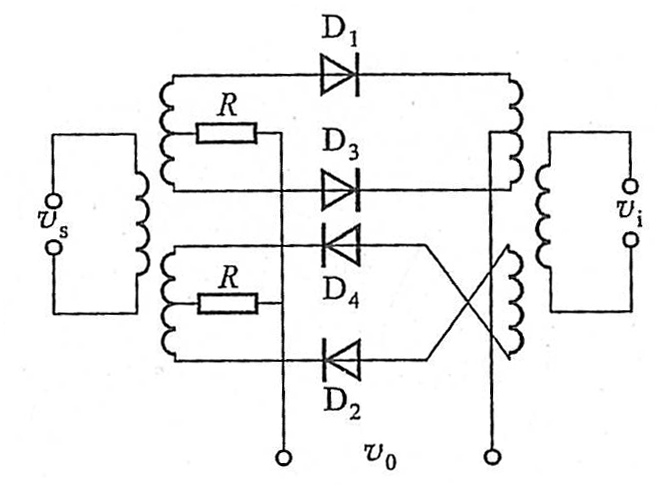 D₁
R
D₃
vₛ
vᵢ
D₄
R
D₂
v₀